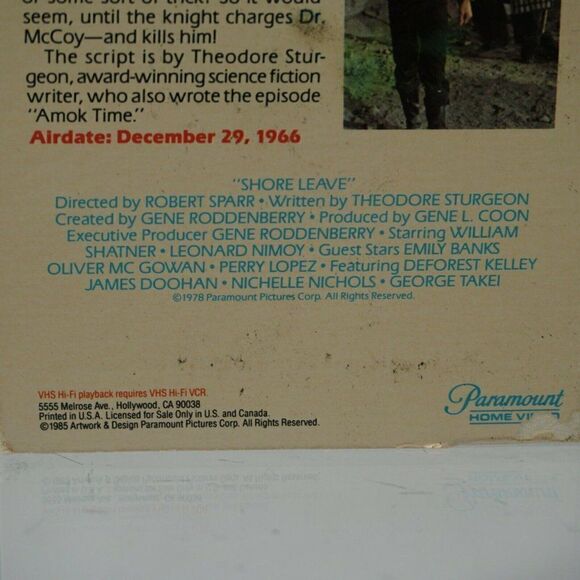 of some sort of trick? So it would
seem, until the knight charges Dr.
McCoy—and kills him!
The script is by Theodore Stur-
geon, award-winning science fiction
writer, who also wrote the episode
"Amok Time."
Airdate: December 29, 1966
"SHORE LEAVE"
Directed by ROBERT SPARR • Written by THEODORE STURGEON
Created by GENE RODDENBERRY • Produced by GENE L. COON
Executive Producer GENE RODDENBERRY • Starring WILLIAM
SHATNER • LEONARD NIMOY • Guest Stars EMILY BANKS
OLIVER MC GOWAN • PERRY LOPEZ • Featuring DEFOREST KELLEY
JAMES DOOHAN • NICHELLE NICHOLS • GEORGE TAKEI
©1978 Paramount Pictures Corp. All Rights Reserved.
VHS Hi-Fi playback requires VHS Hi-Fi VCR.
5555 Melrose Ave., Hollywood, CA 90038
Printed in U.S.A. Licensed for Sale Only in U.S. and Canada.
©1985 Artwork & Design Paramount Pictures Corp. All Rights Reserved.
Paramount
HOME VIDEO